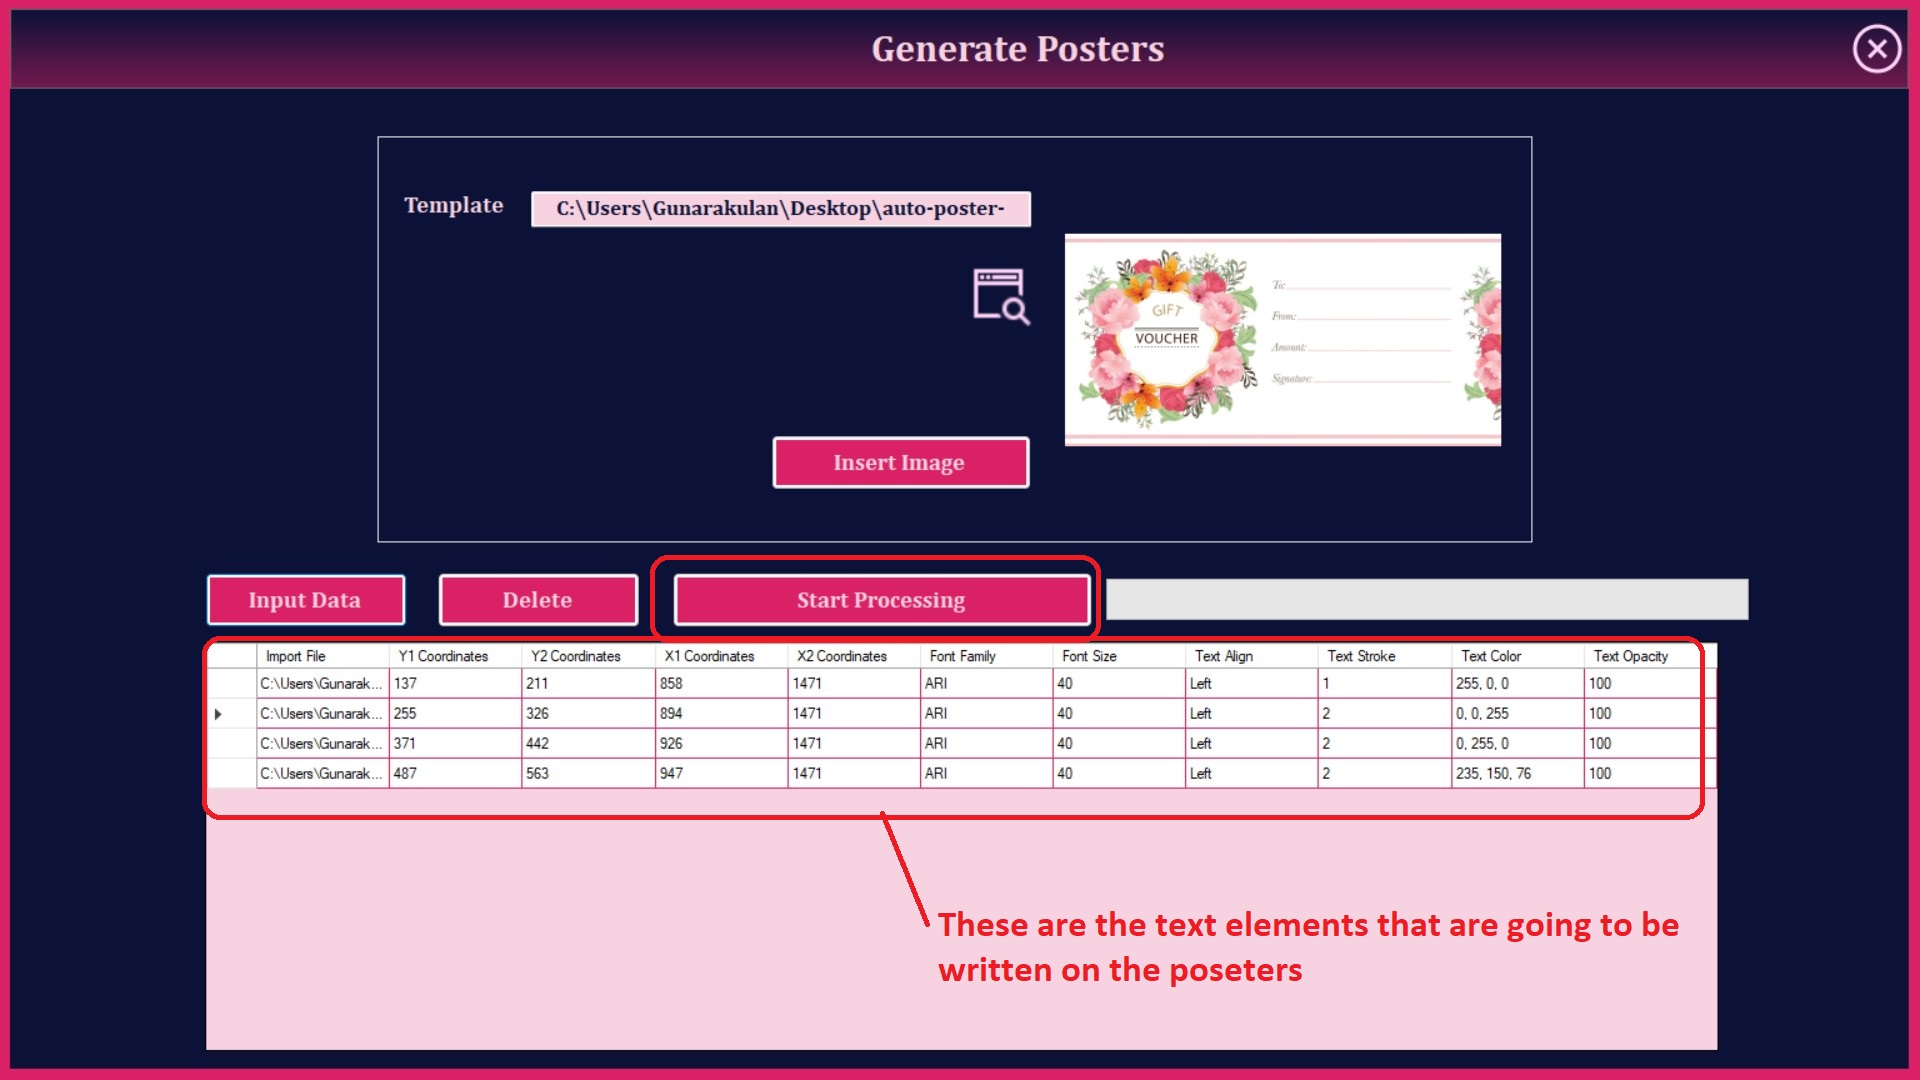 Generate Posters
Template
C:\Users\Gunarakulan\Desktop\auto-poster-
GIFT
VOUCHER
To:
From:
Amount:
Signature:
Insert Image
Input Data
Delete
Start Processing
Import File Y1 Coordinates Y2 Coordinates X1 Coordinates X2 Coordinates Font Family Font Size Text Align Text Stroke Text Color Text Opacity
C:\Users\Gunarak... 137 211 858 1471 ARI 40 Left 1 255, 0, 0 100
C:\Users\Gunarak... 255 326 894 1471 ARI 40 Left 2 0, 0, 255 100
C:\Users\Gunarak... 371 442 926 1471 ARI 40 Left 2 0, 255, 0 100
C:\Users\Gunarak... 487 563 947 1471 ARI 40 Left 2 235, 150, 76 100
These are the text elements that are going to be
written on the poseters